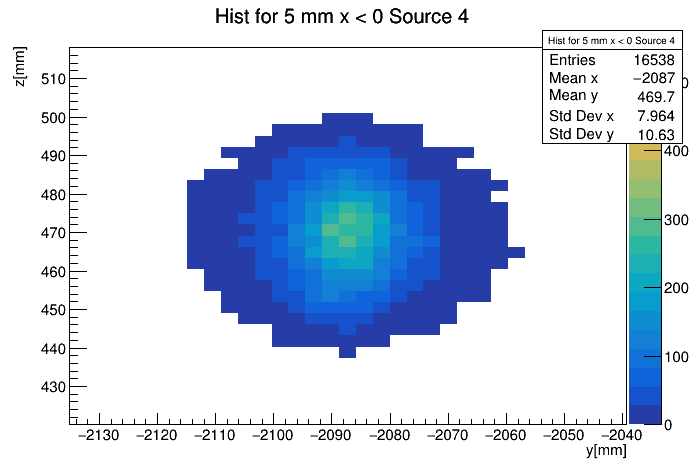 Hist for 5 mm x < 0 Source 4
Hist for 5 mm x < 0 Source 4
Entries 16538
Mean x −2087
Mean y 469.7
Std Dev x 7.964
Std Dev y 10.63
z[mm]
510
500
490
480
470
460
450
440
430
0
400
300
200
100
0
−2130 −2120 −2110 −2100 −2090 −2080 −2070 −2060 −2050 −2040
y[mm]